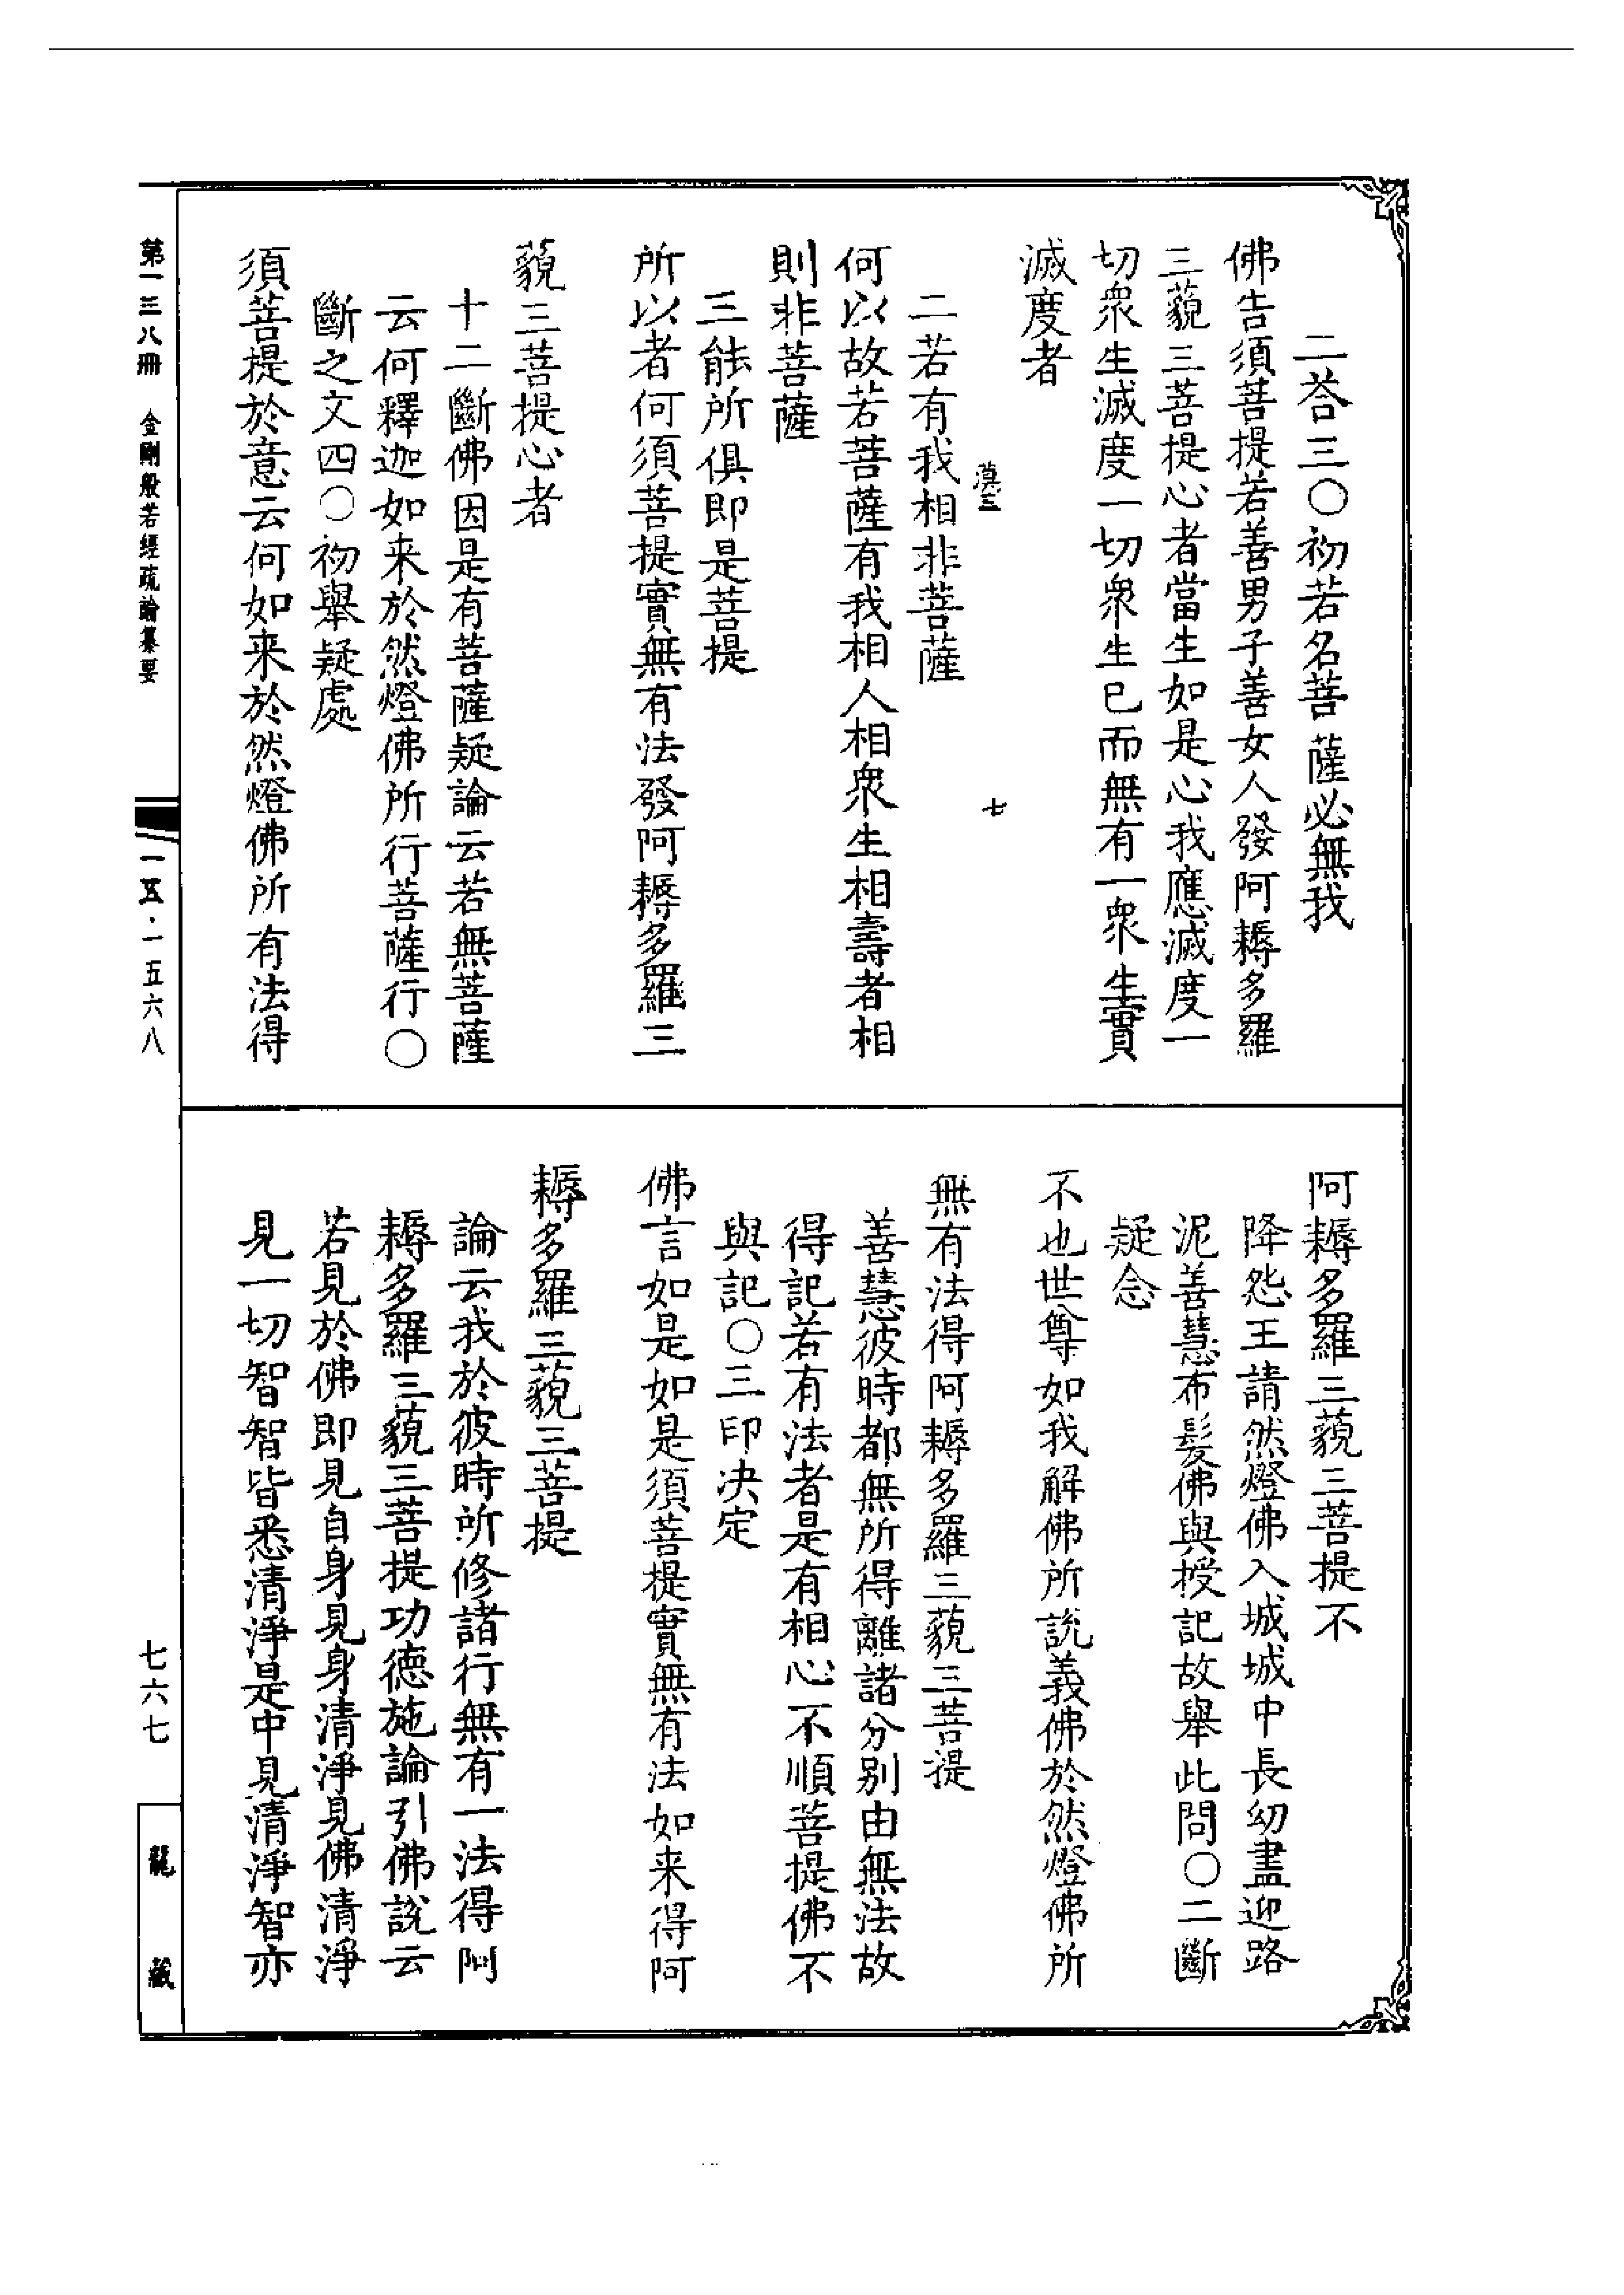 二荅三○初若名菩薩必無我
佛告須菩提若善男子善女人發阿耨多羅
三藐三菩提心者當生如是心我應滅度一
切衆生滅度一切衆生已而無有一衆生實
滅度者
漠三
七
二若有我相非菩薩
何以故若菩薩有我相人相衆生相壽者相
則非菩薩
三能所俱即是菩提
所以者何須菩提實無有法發阿耨多羅三
藐三菩提心者
十二斷佛因是有菩薩疑論云若無菩薩
云何釋迦如来於然燈佛所行菩薩行○
斷之文四○初舉疑處
須菩提於意云何如来於然燈佛所有法得
阿耨多羅三藐三菩提不
降怨王請然燈佛入城城中長幼盡迎路
泥善慧布髮佛與授記故舉此問○二斷
疑念
不也世尊如我解佛所説義佛於然燈佛所
無有法得阿耨多羅三藐三菩提
善慧彼時都無所得離諸分别由無法故
得記若有法者是有相心不順菩提佛不
與記○三印决定
佛言如是如是須菩提實無有法如来得阿
耨多羅三藐三菩提
論云我於彼時所修諸行無有一法得阿
耨多羅三藐三菩提功德施論引佛說云
若見於佛即見自身見身清淨見佛清淨
見一切智智皆悉清淨是中見清淨智亦
第一三八冊 金剛般若經疏論纂要
一五·一五六八
七六七
龍藏